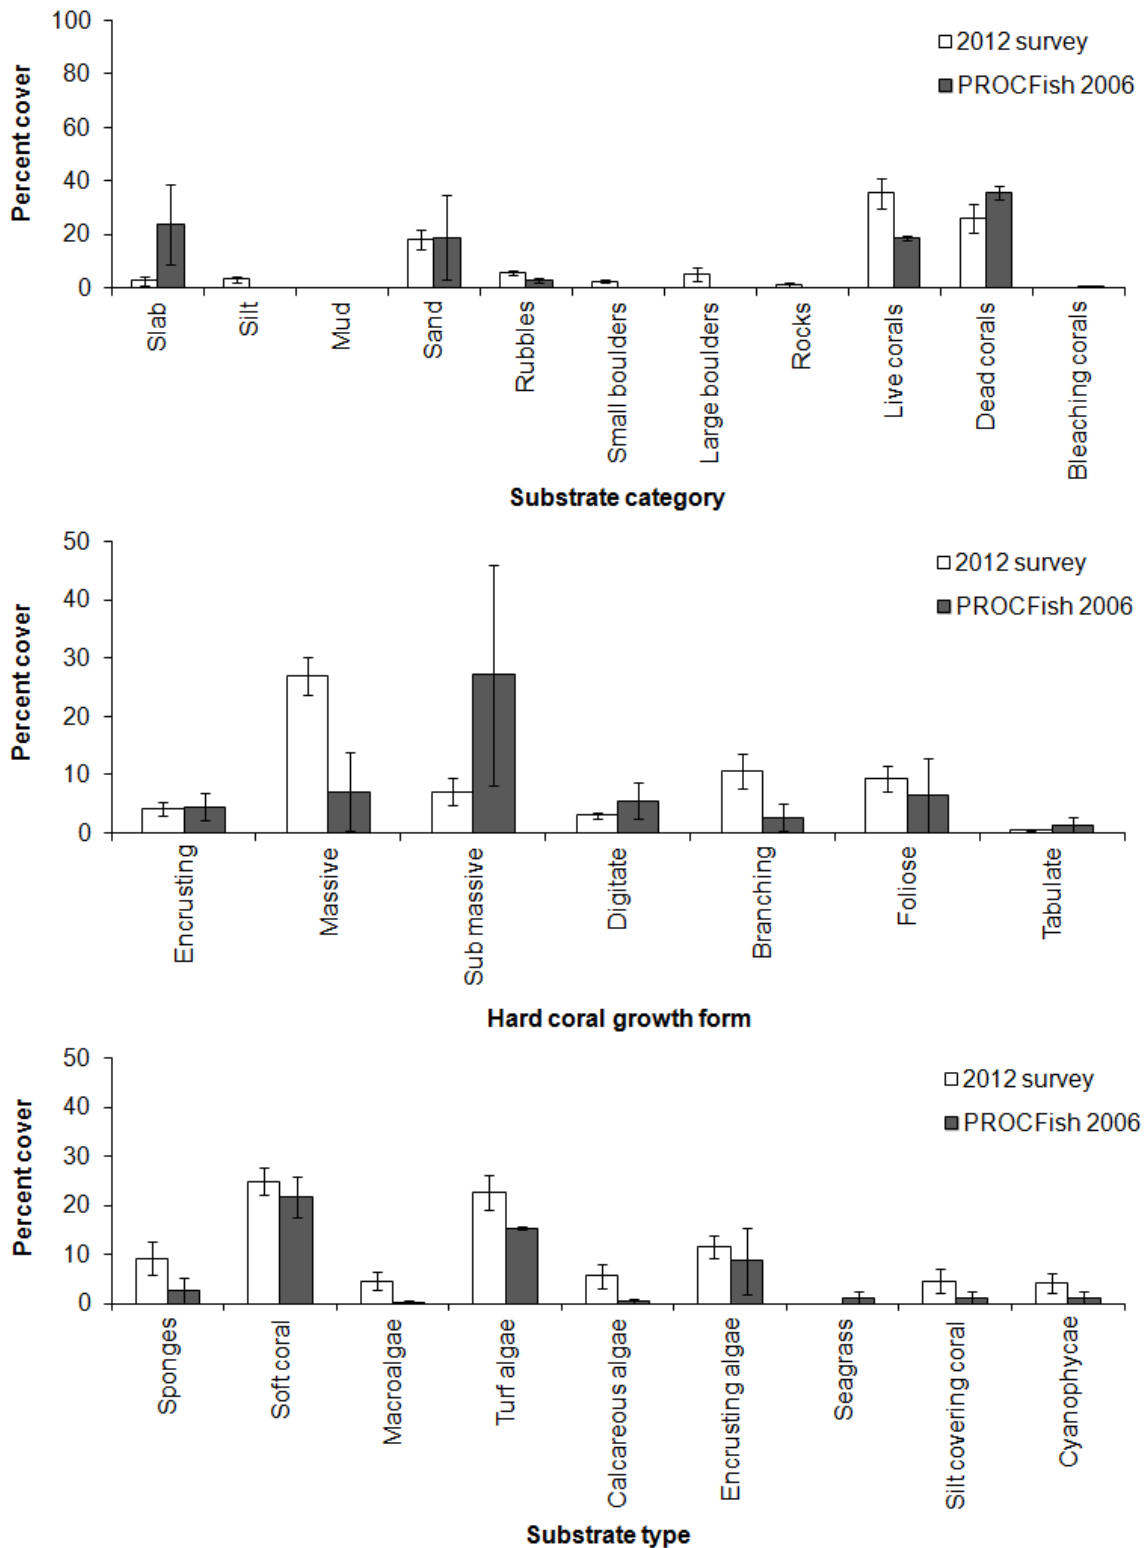 Percent cover
100
80
60
40
20
0
2012 survey
PROCFish 2006
Slab
Silt
Mud
Sand
Rubbles
Small boulders
Large boulders
Rocks
Live corals
Dead corals
Bleaching corals
Substrate category
Percent cover
50
40
30
20
10
0
2012 survey
PROCFish 2006
Encrusting
Massive
Sub massive
Digitate
Branching
Foliose
Tabulate
Hard coral growth form
Percent cover
50
40
30
20
10
0
2012 survey
PROCFish 2006
Sponges
Soft coral
Macroalgae
Turf algae
Calcareous algae
Encrusting algae
Seagrass
Silt covering coral
Cyanophycae
Substrate type